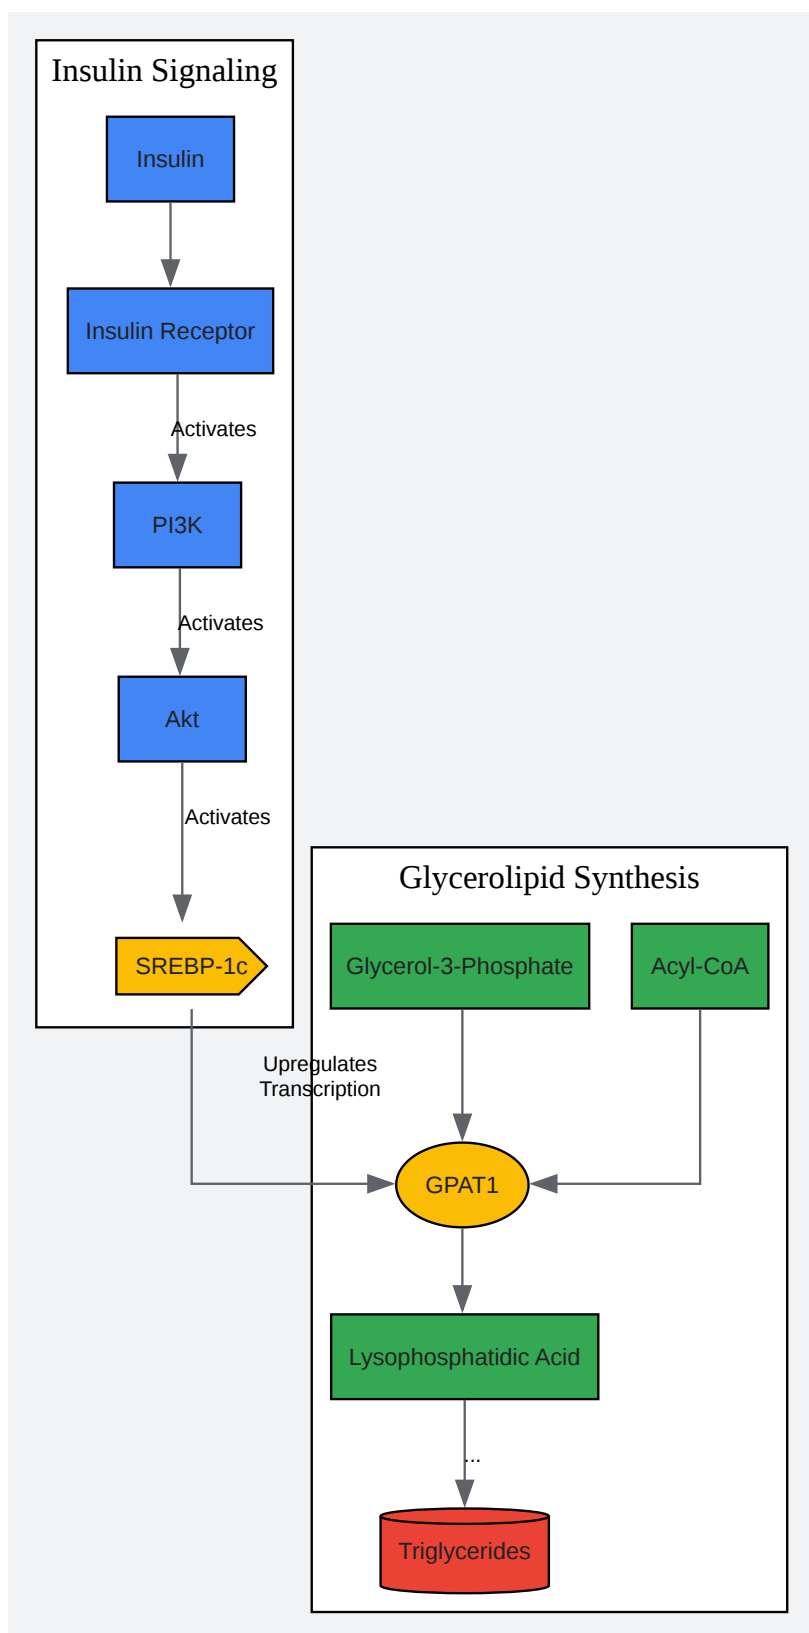 Insulin Signaling
Insulin
Insulin Receptor
Activates
PI3K
Activates
Akt
Activates
SREBP-1c
Upregulates
Transcription
Glycerolipid Synthesis
Glycerol-3-Phosphate
Acyl-CoA
GPAT1
Lysophosphatidic Acid
...
Triglycerides